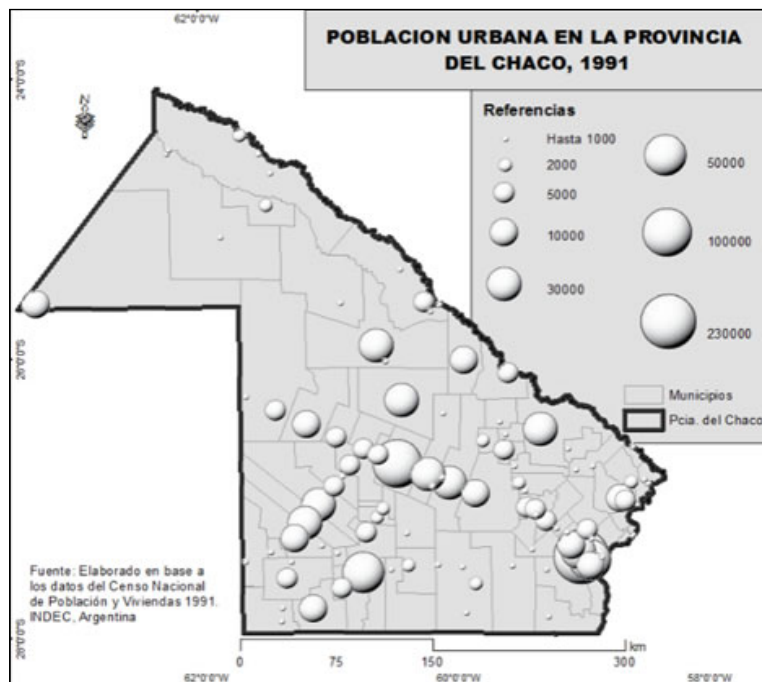 62°0'0"W
POBLACION URBANA EN LA PROVINCIA
DEL CHACO, 1991
24°0'0"S
Referencias
Hasta 1000
2000
5000
10000
30000
50000
100000
230000
Municipios
Pcia. del Chaco
26°0'0"S
Fuente: Elaborado en base a
los datos del Censo Nacional
de Población y Viviendas 1991.
INDEC, Argentina
28°0'0"S
km
0 75 150 300
62°0'0"W 60°0'0"W 58°0'0"W